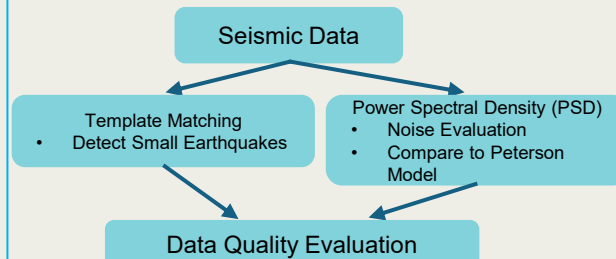 Seismic Data
Template Matching
• Detect Small Earthquakes
Power Spectral Density (PSD)
• Noise Evaluation
• Compare to Peterson
Model
Data Quality Evaluation